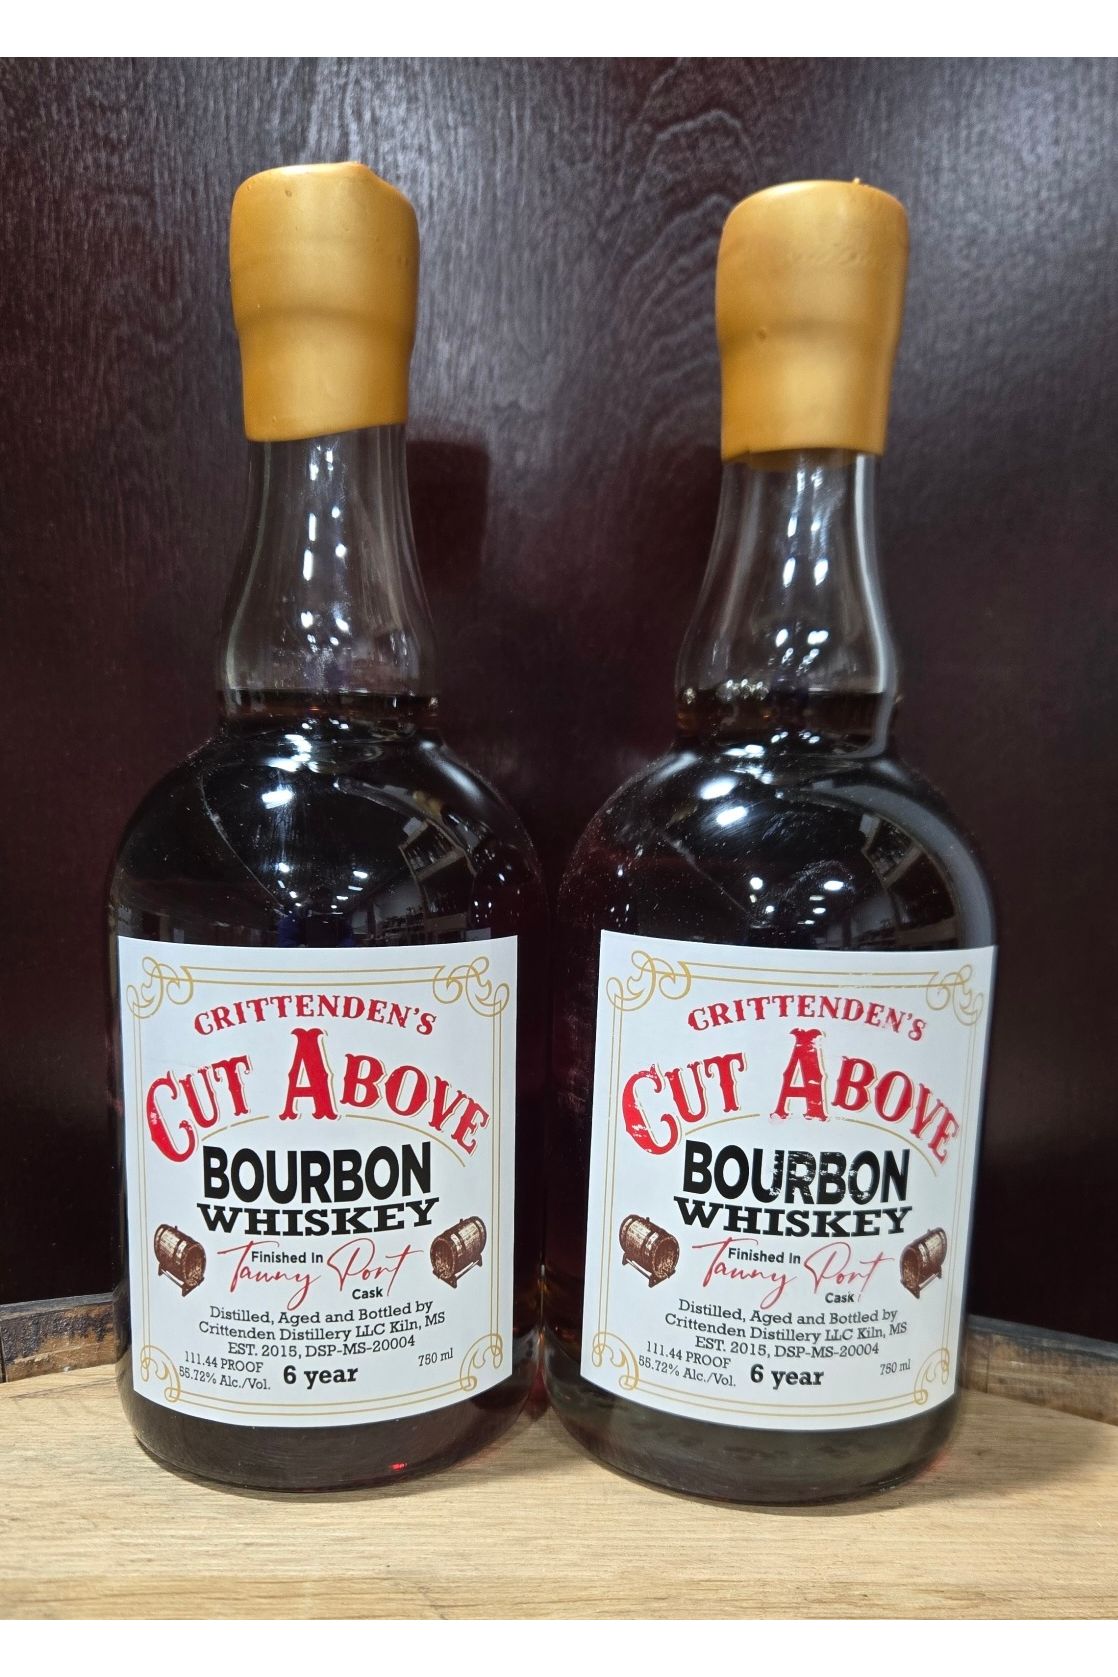 CRITTENDEN'S
CUT ABOVE
BOURBON
WHISKEY
Finished In
Tawny Port
Cask
Distilled, Aged and Bottled by
Crittenden Distillery LLC Kiln, MS
EST. 2015, DSP-MS-20004
111.44 PROOF
55.72% Alc./Vol. 6 year 750 ml
CRITTENDEN'S
CUT ABOVE
BOURBON
WHISKEY
Finished In
Tawny Port
Cask
Distilled, Aged and Bottled by
Crittenden Distillery LLC Kiln, MS
EST. 2015, DSP-MS-20004
111.44 PROOF
55.72% Alc./Vol. 6 year 750 ml